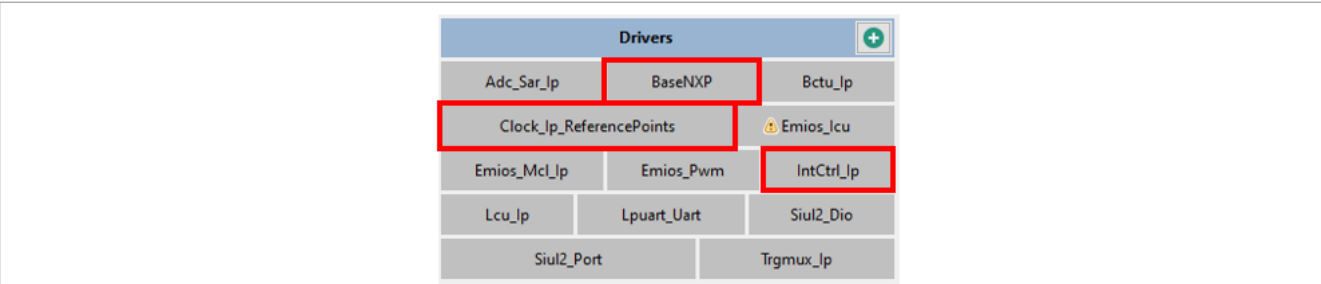 Drivers
Adc_Sar_Ip BaseNXP Bctu_Ip
Clock_Ip_ReferencePoints Emios_Icu
Emios_Mcl_Ip Emios_Pwm IntCtrl_Ip
Lcu_Ip Lpuart_Uart Siul2_Dio
Siul2_Port Trgmux_Ip